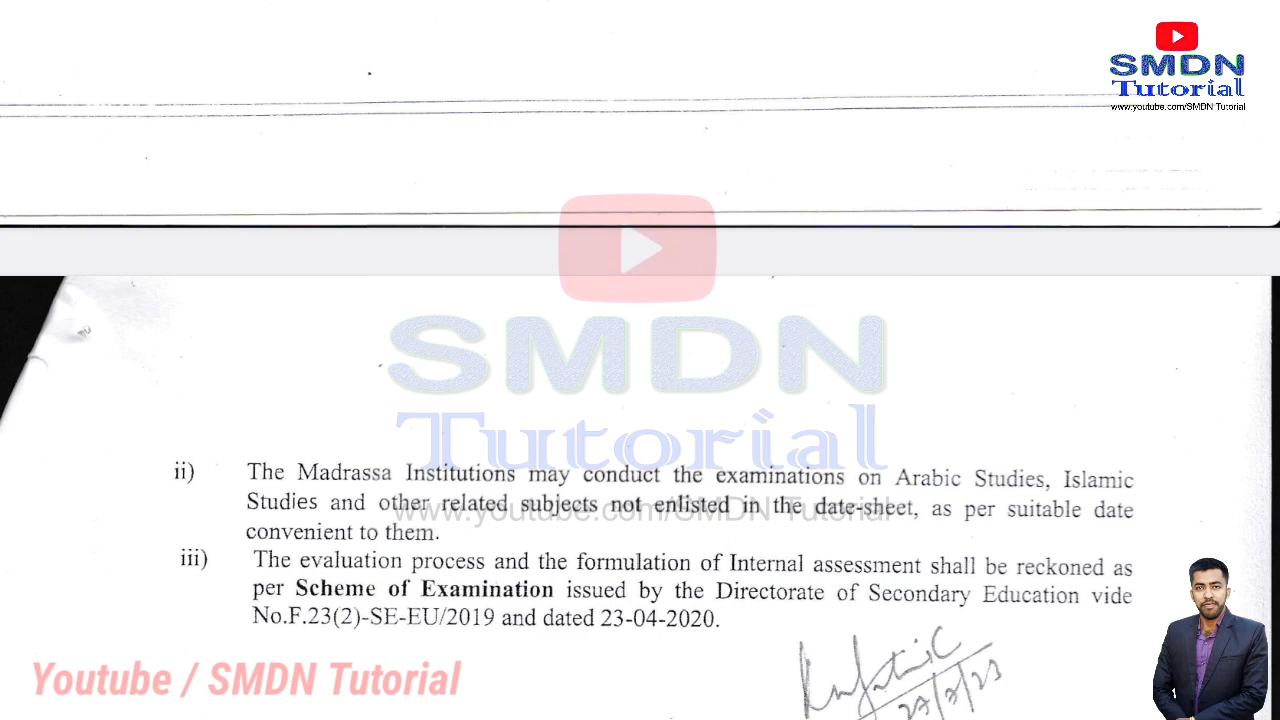 SMDN
Tutorial
www.youtube.com/SMDN Tutorial
SMDN
Tutorial
ii) The Madrassa Institutions may conduct the examinations on Arabic Studies, Islamic
Studies and other related subjects not enlisted in the date-sheet, as per suitable date
www.youtube.com/SMDN Tutorial
convenient to them.
iii) The evaluation process and the formulation of Internal assessment shall be reckoned as
per Scheme of Examination issued by the Directorate of Secondary Education vide
No.F.23(2)-SE-EU/2019 and dated 23-04-2020.
Youtube / SMDN Tutorial